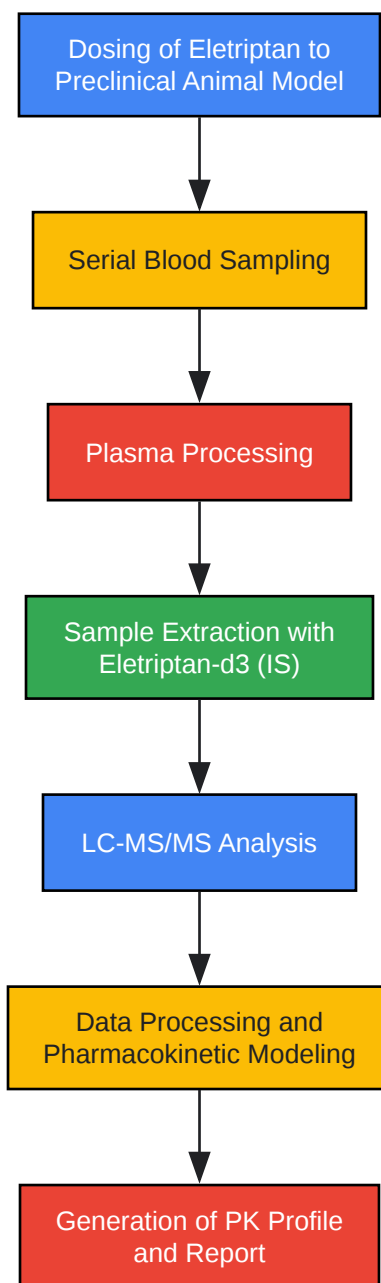 Dosing of Eletriptan to
Preclinical Animal Model
Serial Blood Sampling
Plasma Processing
Sample Extraction with
Eletriptan-d3 (IS)
LC-MS/MS Analysis
Data Processing and
Pharmacokinetic Modeling
Generation of PK Profile
and Report